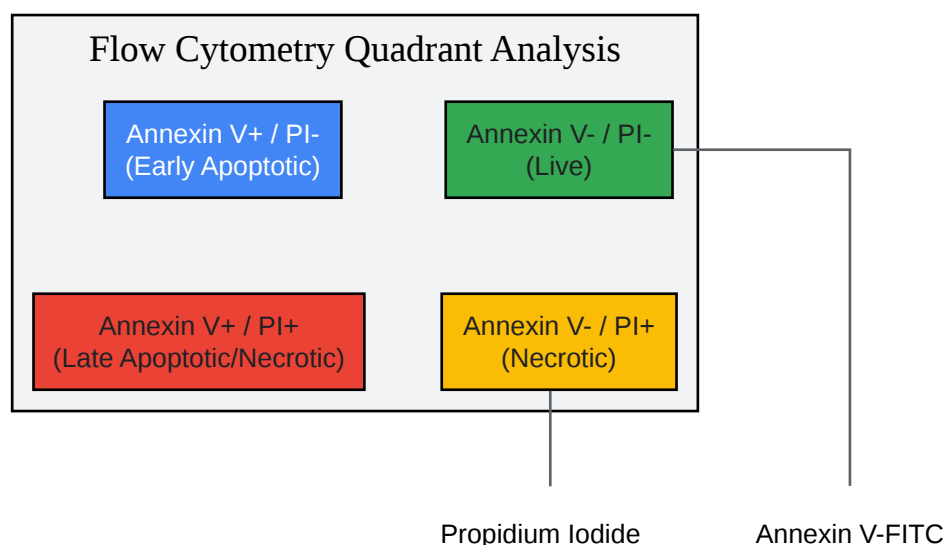 Flow Cytometry Quadrant Analysis
Annexin V+ / PI-
(Early Apoptotic)
Annexin V- / PI-
(Live)
Annexin V+ / PI+
(Late Apoptotic/Necrotic)
Annexin V- / PI+
(Necrotic)
Propidium Iodide
Annexin V-FITC